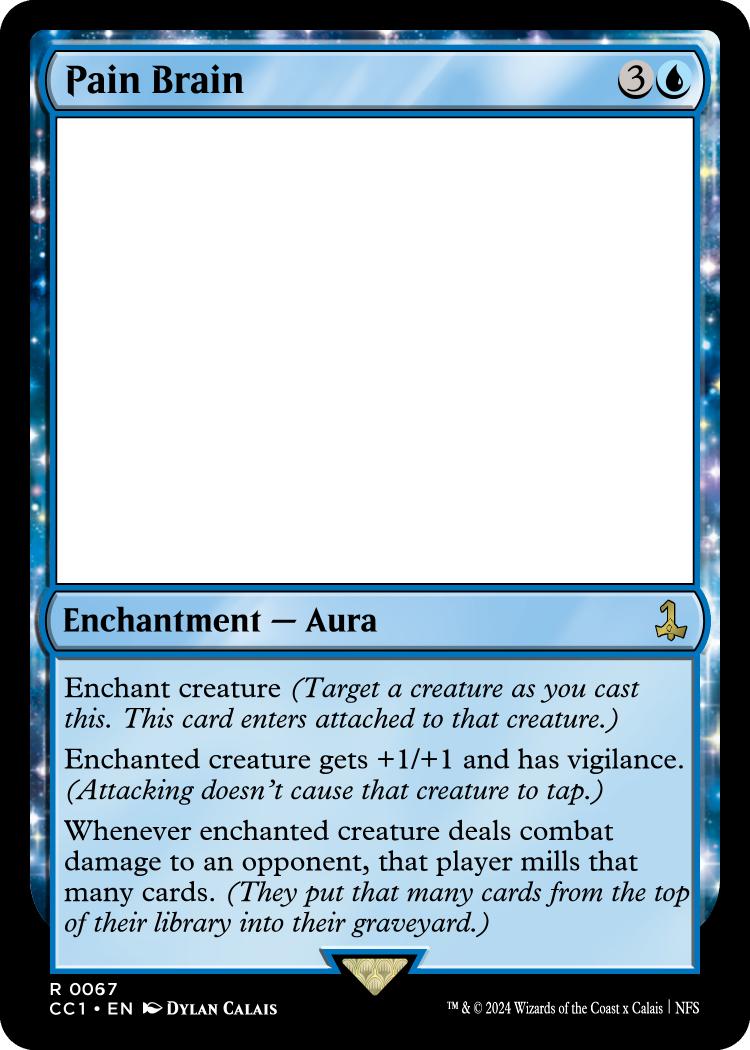 Pain Brain 3
Enchantment — Aura
Enchant creature (Target a creature as you cast
this. This card enters attached to that creature.)
Enchanted creature gets +1/+1 and has vigilance.
(Attacking doesn't cause that creature to tap.)
Whenever enchanted creature deals combat
damage to an opponent, that player mills that
many cards. (They put that many cards from the top
of their library into their graveyard.)
R 0067
CC1 • EN Dylan Calais ™ & © 2024 Wizards of the Coast x Calais | NFS